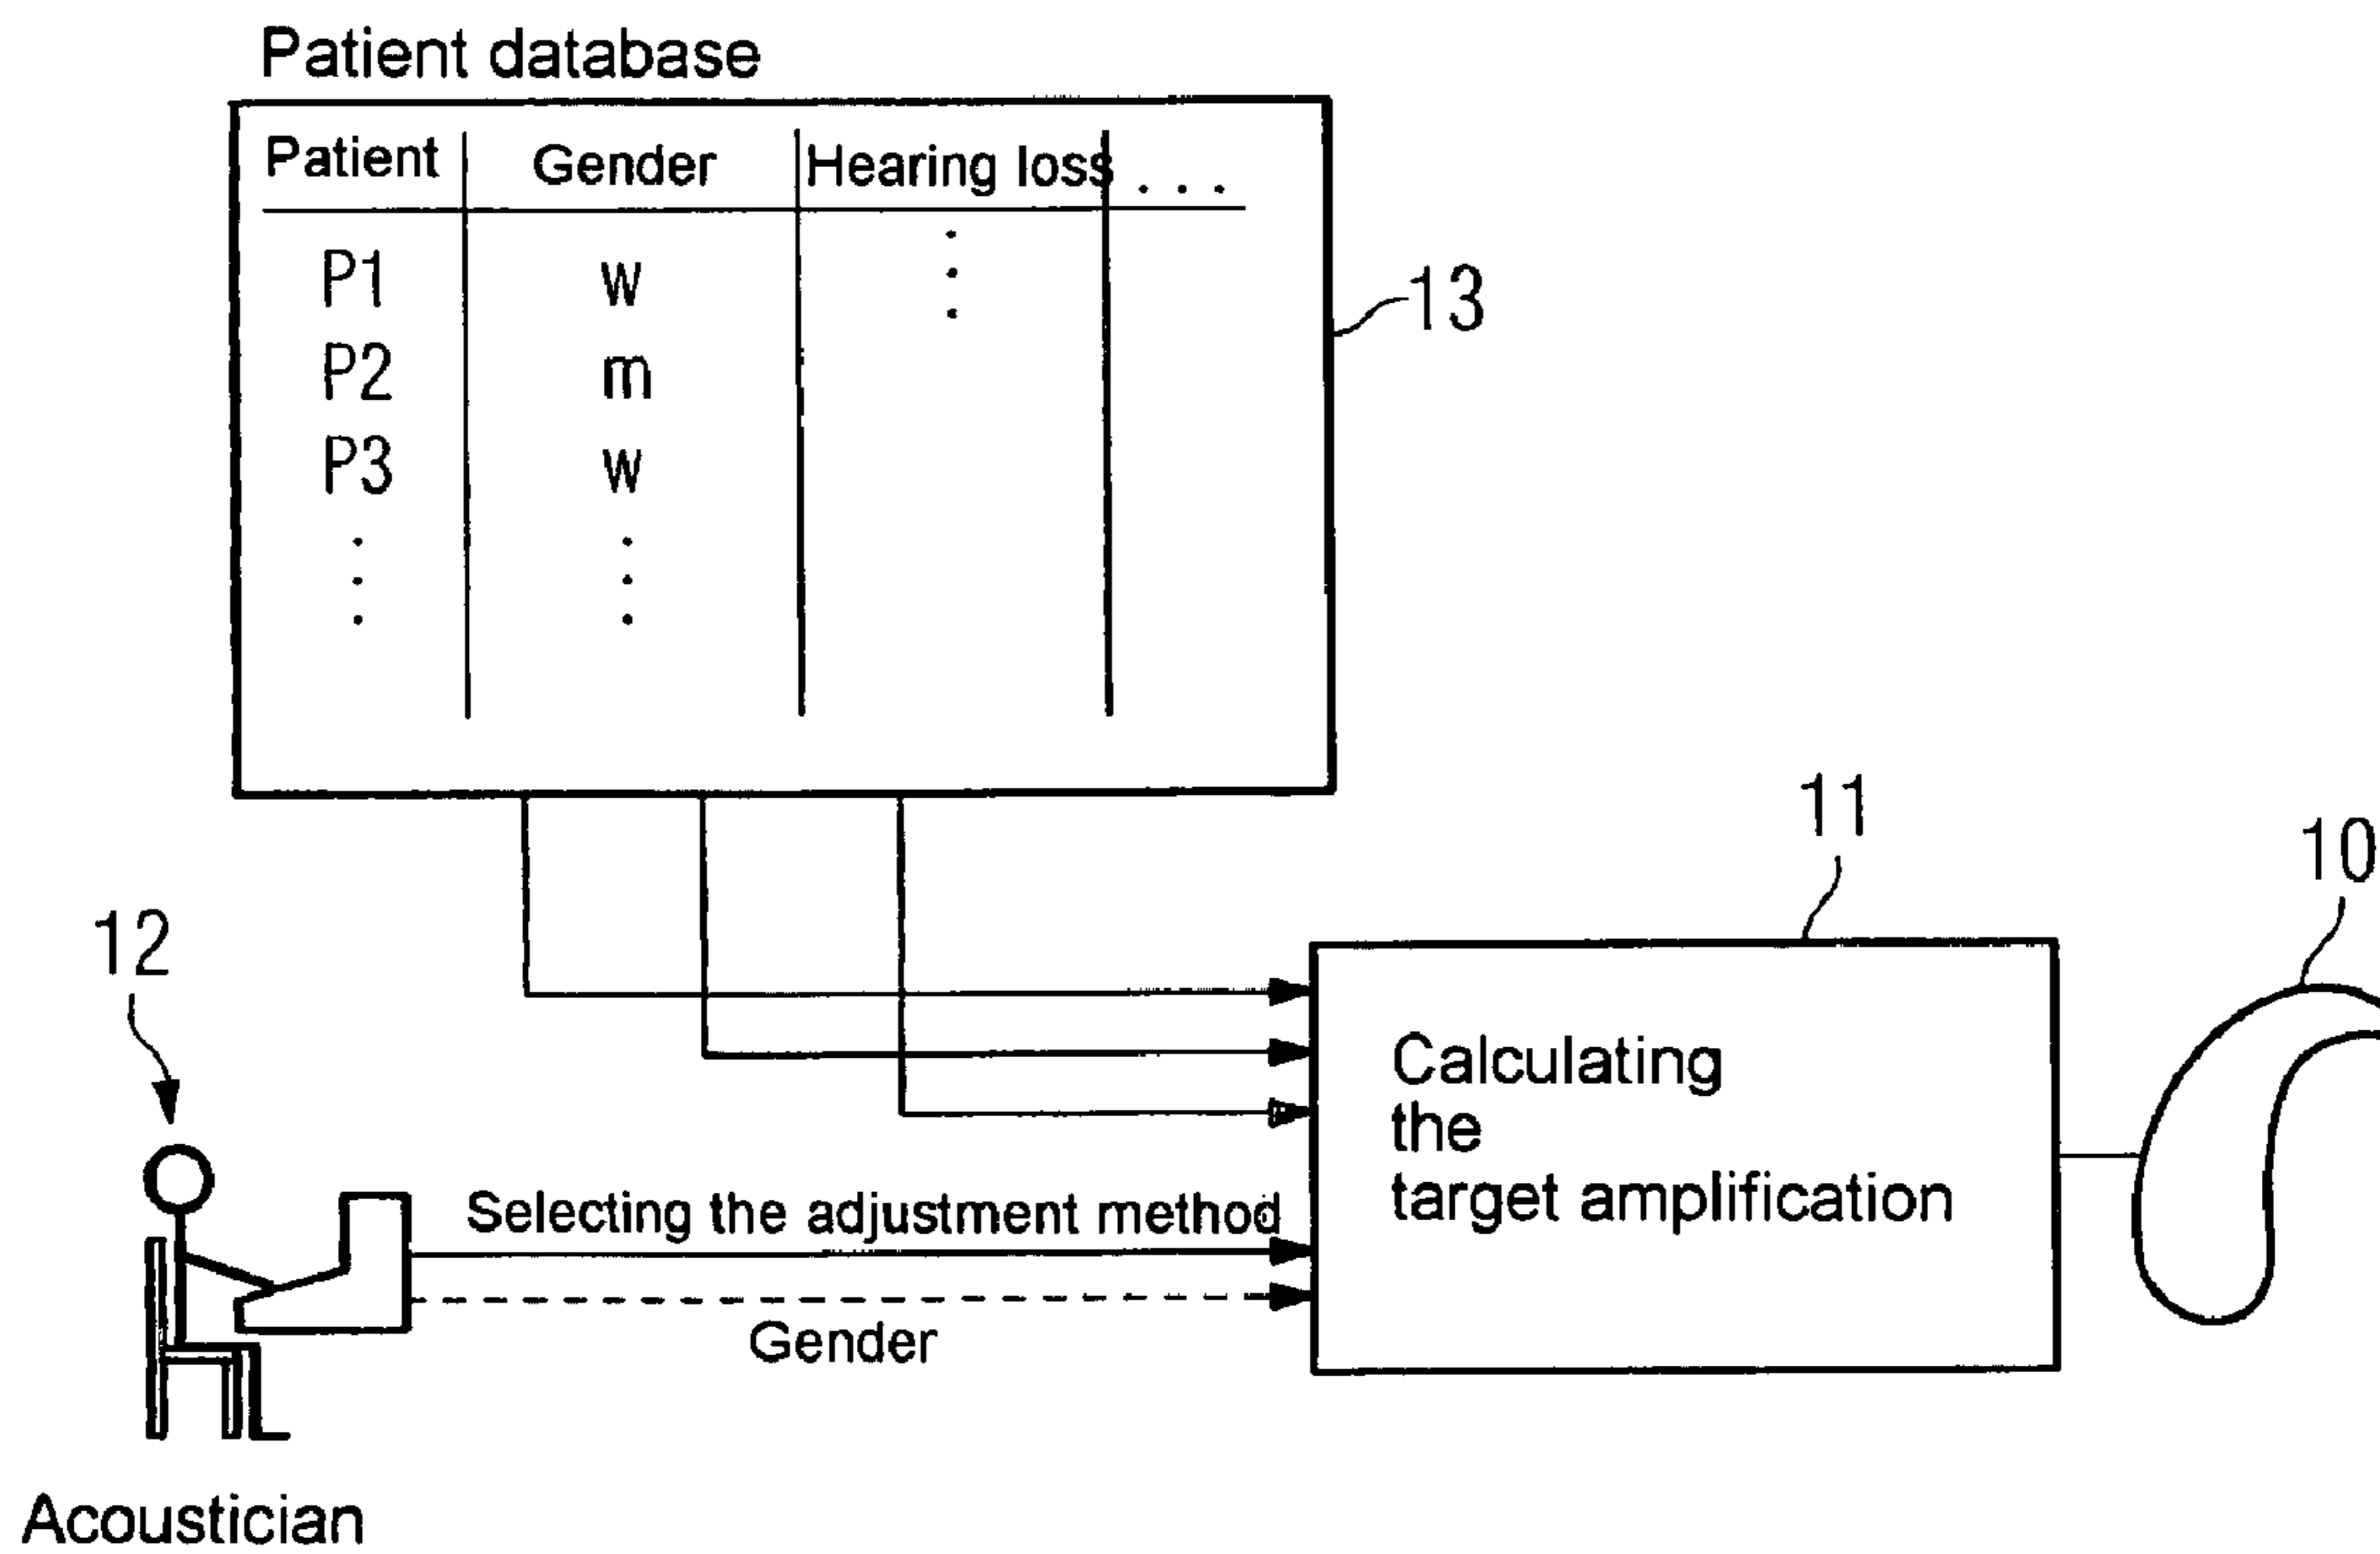 Patient database
Patient Gender Hearing loss . . .
P1 w
P2 m
P3 w
13
11
10
12
Calculating
the
target amplification
Selecting the adjustment method
Gender
Acoustician